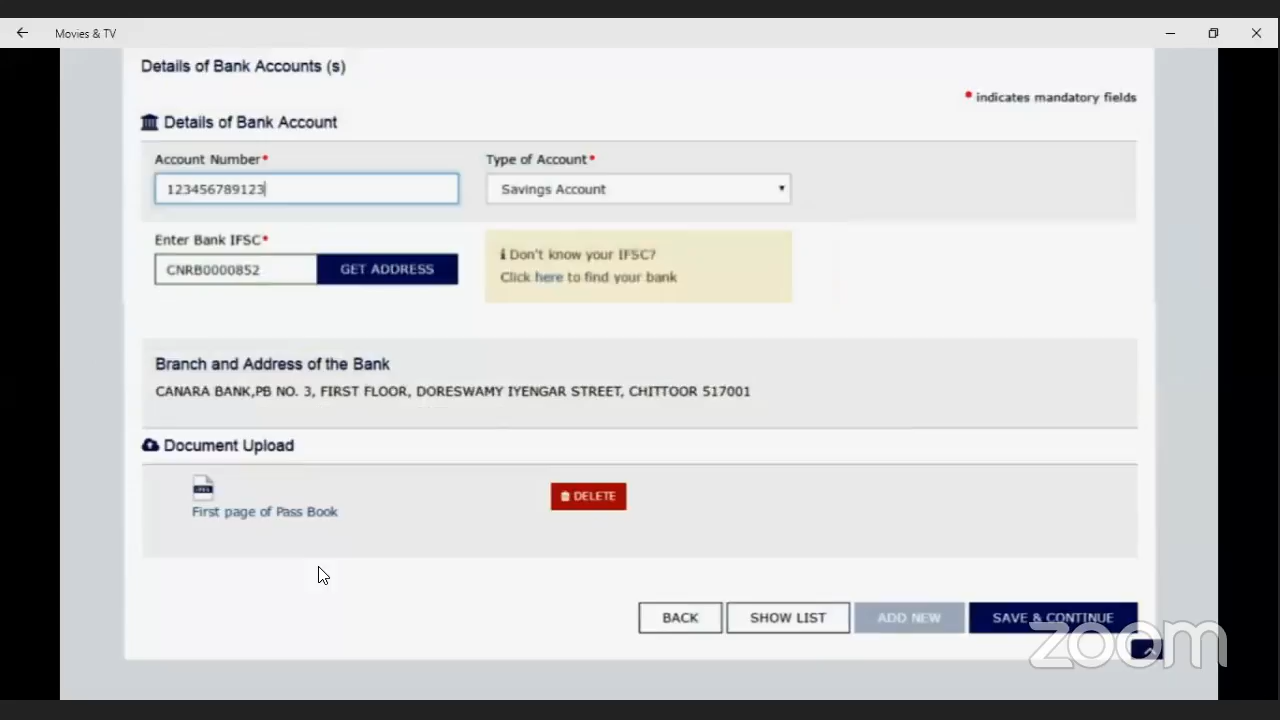 Movies & TV
Details of Bank Accounts (s)
* indicates mandatory fields
Details of Bank Account
Account Number* Type of Account*
123456789123 Savings Account
Enter Bank IFSC*
CNRB0000852 GET ADDRESS
Don't know your IFSC?
Click here to find your bank
Branch and Address of the Bank
CANARA BANK,PB NO. 3, FIRST FLOOR, DORESWAMY IYENGAR STREET, CHITTOOR 517001
Document Upload
DELETE
First page of Pass Book
BACK SHOW LIST ADD NEW SAVE & CONTINUE
zoom